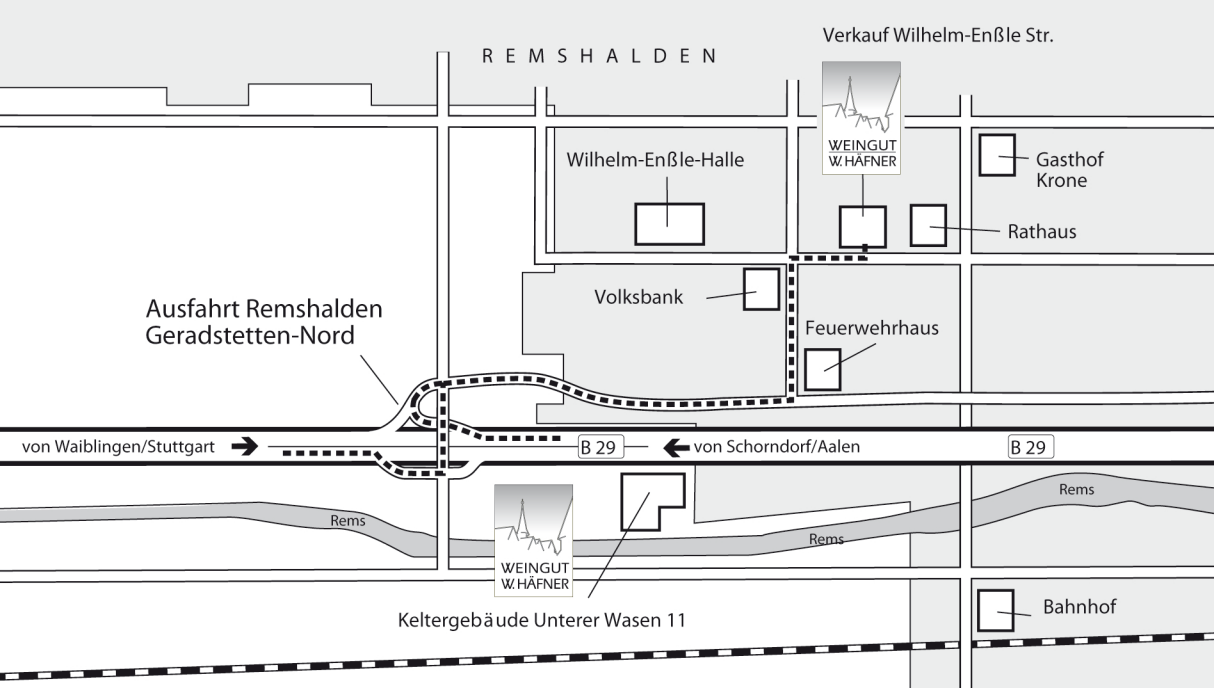 Verkauf Wilhelm-Enßle Str.
REMSHALDEN
WEINGUT
W. HÄFNER
Wilhelm-Enßle-Halle
Gasthof
Krone
Rathaus
Volksbank
Ausfahrt Remshalden
Geradstetten-Nord
Feuerwehrhaus
von Waiblingen/Stuttgart
B 29
von Schorndorf/Aalen
B 29
Rems
Rems
Rems
WEINGUT
W. HÄFNER
Keltergebäude Unterer Wasen 11
Bahnhof